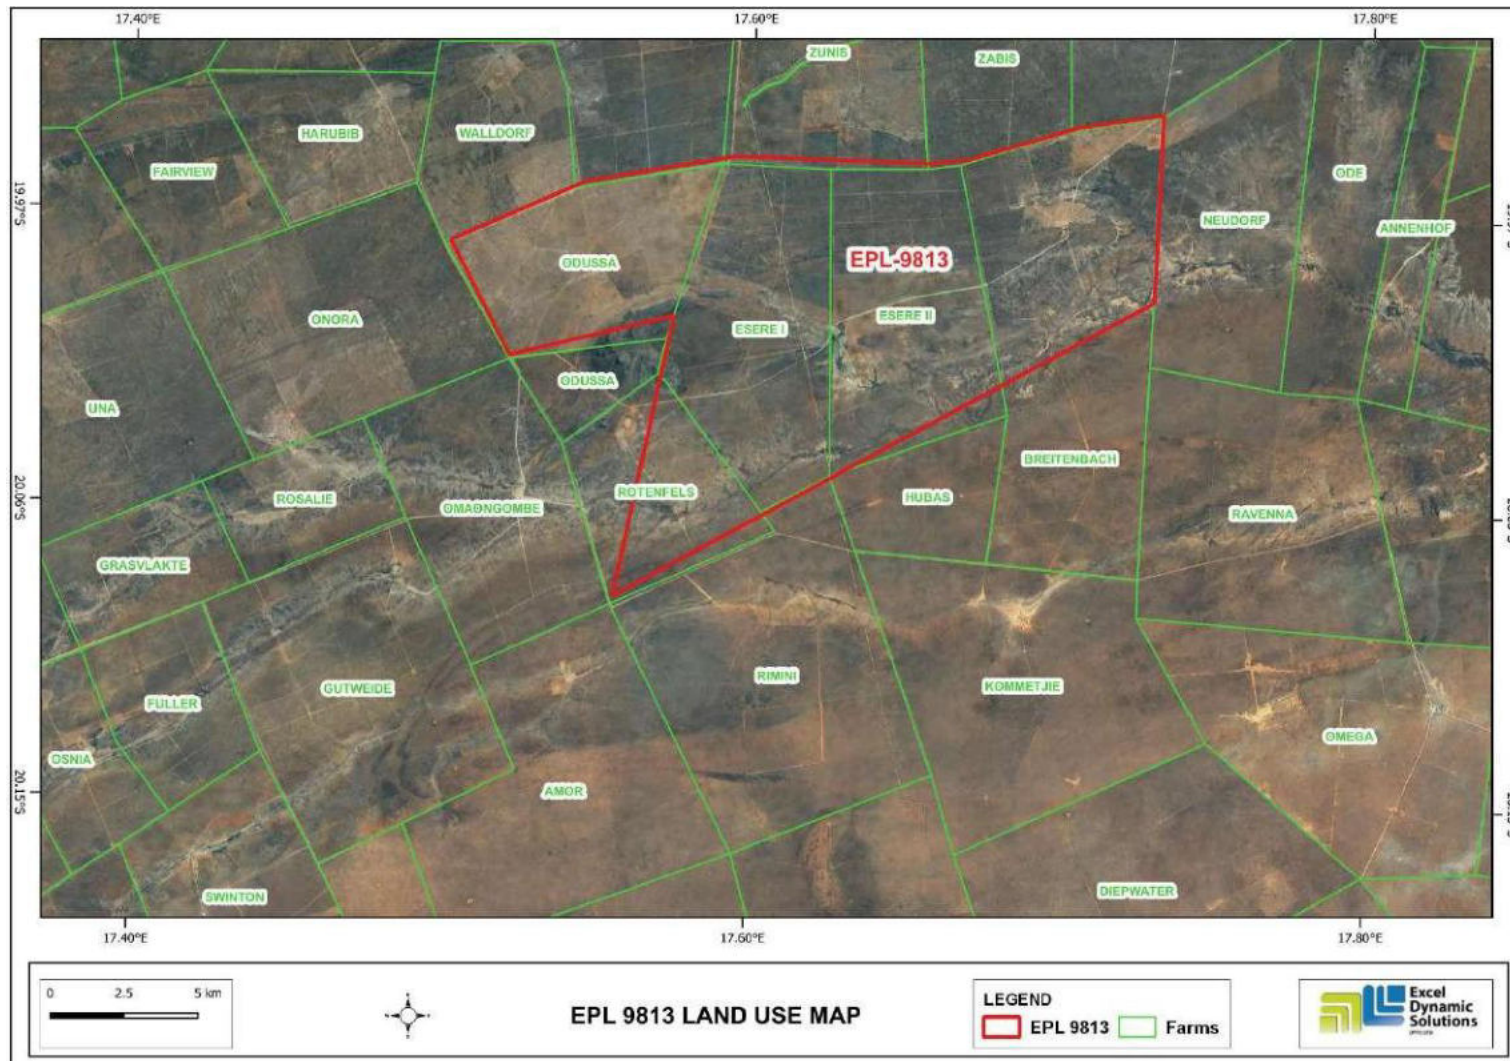 17.40°E
17.60°E
17.80°E
ZUNIS
ZABIS
HARUBIB
WALLDORF
FAIRVIEW
ODE
19.97°S
NEUDORF
ANNENHOF
ODUSSA
EPL-9813
ONORA
ESERE I
ESERE II
ODUSSA
UNA
BREITENBACH
ROTENFELS
HUBAS
ROSALIE
20.06°S
OMAONGOMBE
RAVENNA
GRASVLAKTE
RIMINI
GUTWEIDE
KOMMETJIE
FULLER
OMEGA
OSNIA
20.15°S
AMOR
DIEPWATER
SWINTON
17.40°E
17.60°E
17.80°E
0 2.5 5 km
EPL 9813 LAND USE MAP
LEGEND
EPL 9813
Farms
Excel
Dynamic
Solutions